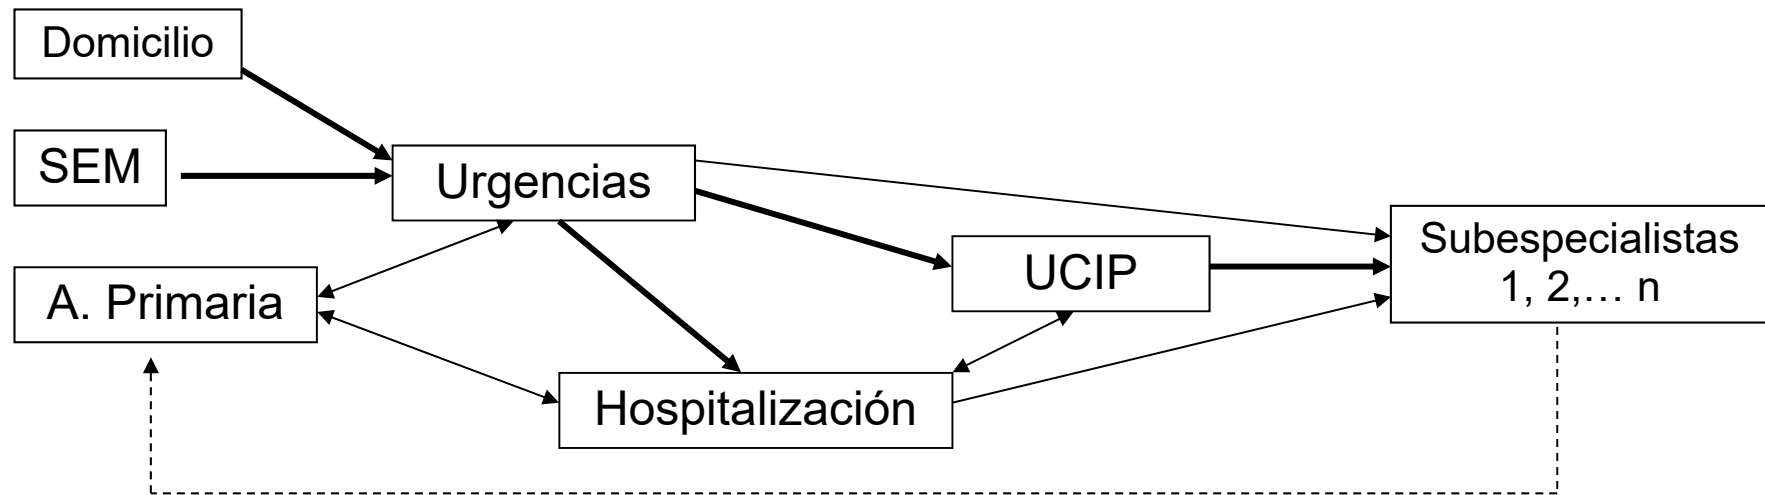 Domicilio
SEM
Urgencias
A. Primaria
UCIP
Subespecialistas
1, 2,… n
Hospitalización